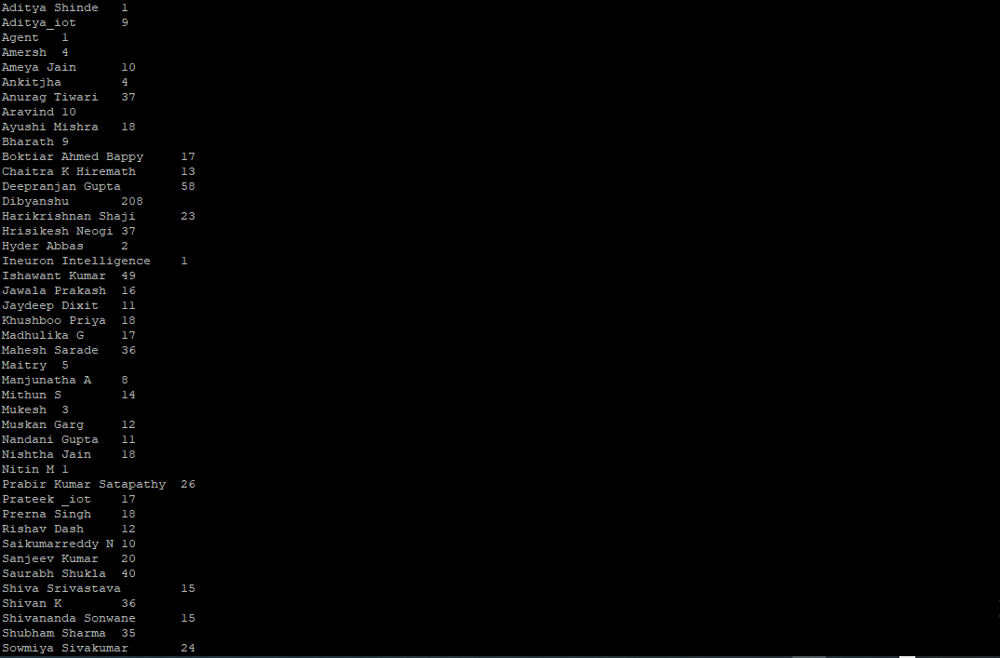 Aditya Shinde 1
Aditya_iot 9
Agent 1
Amersh 4
Ameya Jain 10
Ankitjha 4
Anurag Tiwari 37
Aravind 10
Ayushi Mishra 18
Bharath 9
Boktiar Ahmed Bappy 17
Chaitra K Hiremath 13
Deepranjan Gupta 58
Dibyanshu 208
Harikrishnan Shaji 23
Hrisikesh Neogi 37
Hyder Abbas 2
Ineuron Intelligence 1
Ishawant Kumar 49
Jawala Prakash 16
Jaydeep Dixit 11
Khushboo Priya 18
Madhulika G 17
Mahesh Sarade 36
Maitry 5
Manjunatha A 8
Mithun S 14
Mukesh 3
Muskan Garg 12
Nandani Gupta 11
Nishtha Jain 18
Nitin M 1
Prabir Kumar Satapathy 26
Prateek _iot 17
Prerna Singh 18
Rishav Dash 12
Saikumarreddy N 10
Sanjeev Kumar 20
Saurabh Shukla 40
Shiva Srivastava 15
Shivan K 36
Shivananda Sonwane 15
Shubham Sharma 35
Sowmiya Sivakumar 24